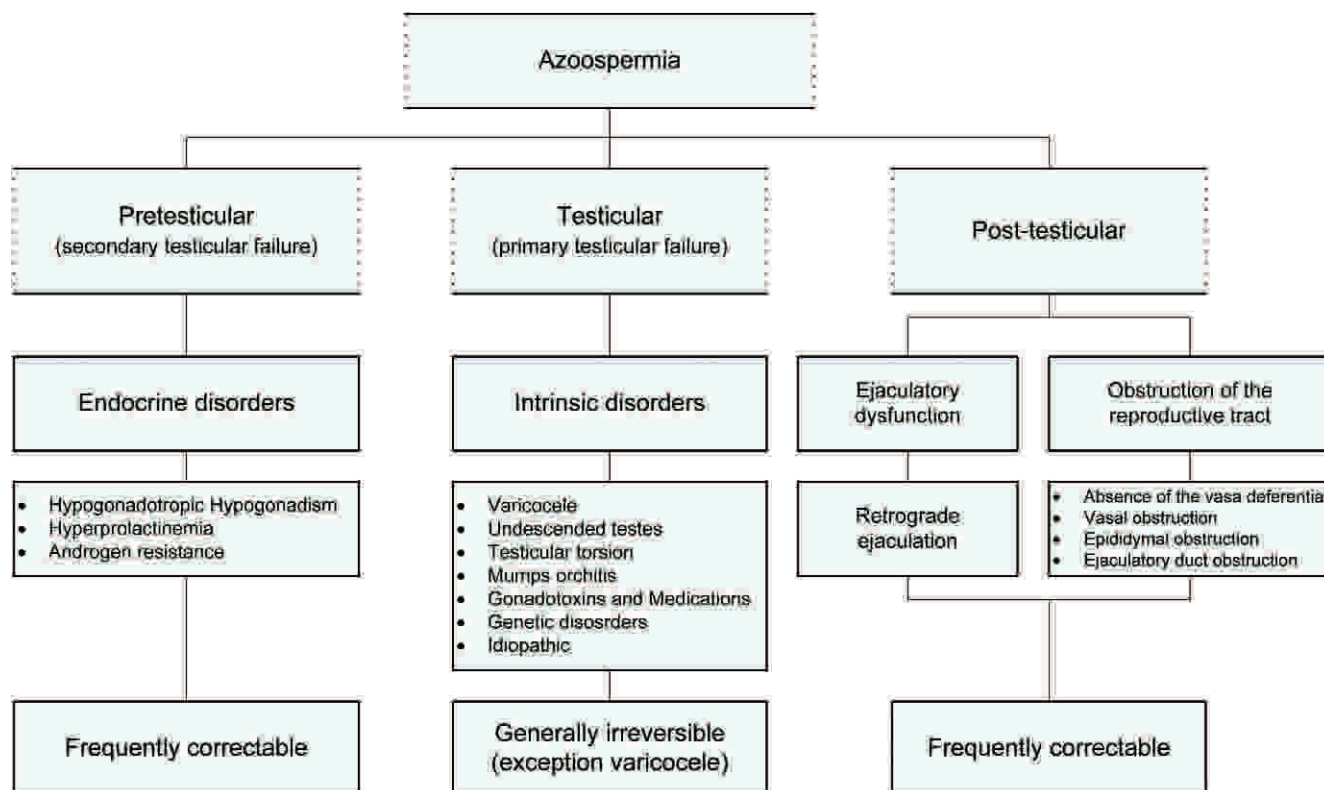 Azoospermia
Pretesticular
(secondary testicular failure)
Testicular
(primary testicular failure)
Post-testicular
Endocrine disorders
Intrinsic disorders
Ejaculatory
dysfunction
Obstruction of the
reproductive tract
• Hypogonadotropic Hypogonadism
• Hyperprolactinemia
• Androgen resistance
• Varicocele
• Undescended testes
• Testicular torsion
• Mumps orchitis
• Gonadotoxins and Medications
• Genetic disosrders
• Idiopathic
Retrograde
ejaculation
• Absence of the vasa deferentia
• Vasal obstruction
• Epididymal obstruction
• Ejaculatory duct obstruction
Frequently correctable
Generally irreversible
(exception varicocele)
Frequently correctable